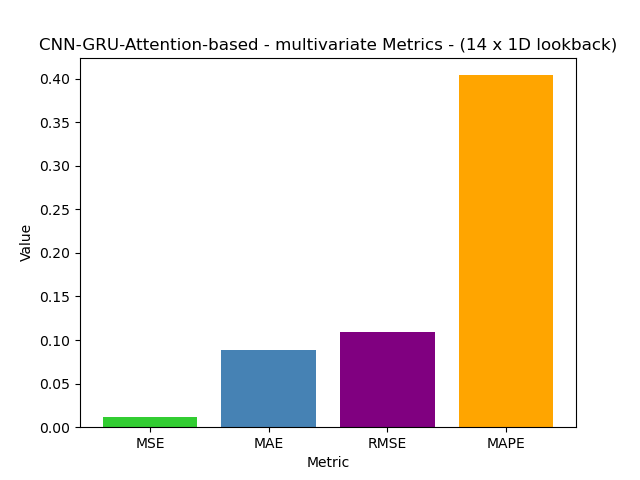 CNN-GRU-Attention-based - multivariate Metrics - (14 x 1D lookback)
0.40
0.35
0.30
0.25
0.20
0.15
0.10
0.05
0.00
Value
MSE MAE RMSE MAPE
Metric